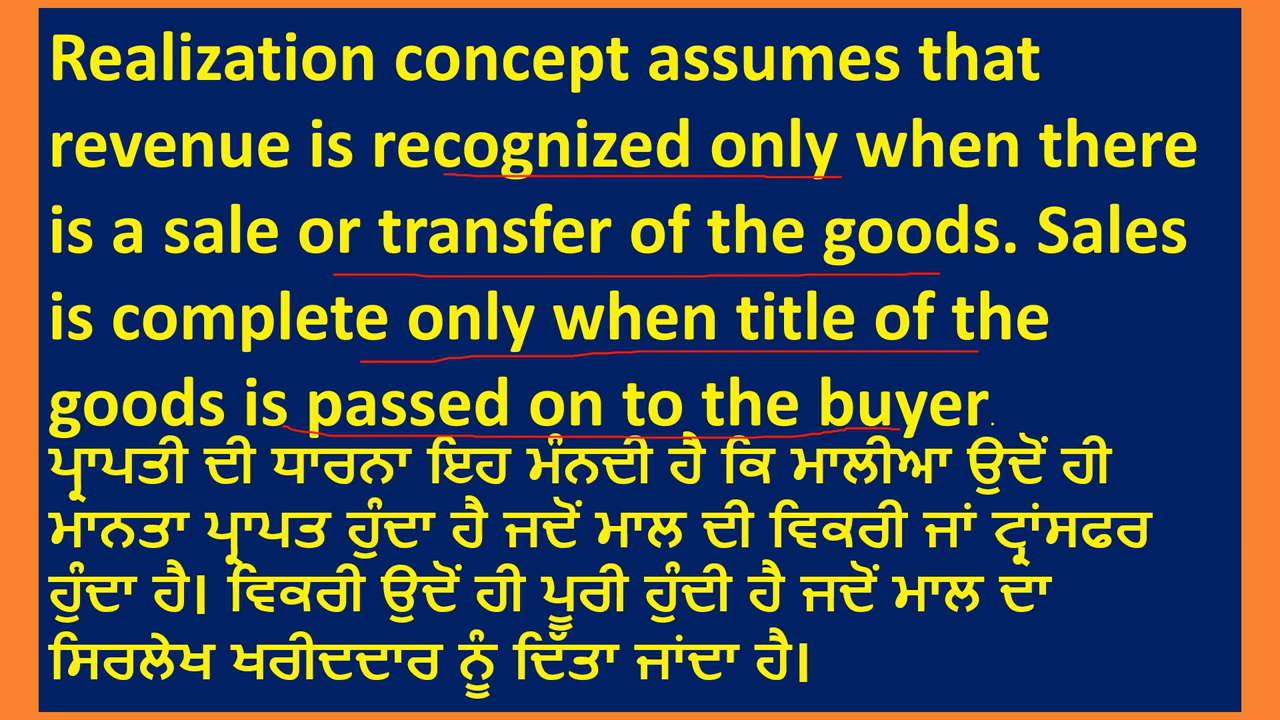 Realization concept assumes that
revenue is recognized only when there
is a sale or transfer of the goods. Sales
is complete only when title of the
goods is passed on to the buyer.
ਪ੍ਰਾਪਤੀ ਦੀ ਧਾਰਨਾ ਇਹ ਮੰਨਦੀ ਹੈ ਕਿ ਮਾਲੀਆ ਉਦੋਂ ਹੀ
ਮਾਨਤਾ ਪ੍ਰਾਪਤ ਹੁੰਦਾ ਹੈ ਜਦੋਂ ਮਾਲ ਦੀ ਵਿਕਰੀ ਜਾਂ ਟ੍ਰਾਂਸਫਰ
ਹੁੰਦਾ ਹੈ। ਵਿਕਰੀ ਉਦੋਂ ਹੀ ਪੂਰੀ ਹੁੰਦੀ ਹੈ ਜਦੋਂ ਮਾਲ ਦਾ
ਸਿਰਲੇਖ ਖਰੀਦਦਾਰ ਨੂੰ ਦਿੱਤਾ ਜਾਂਦਾ ਹੈ।